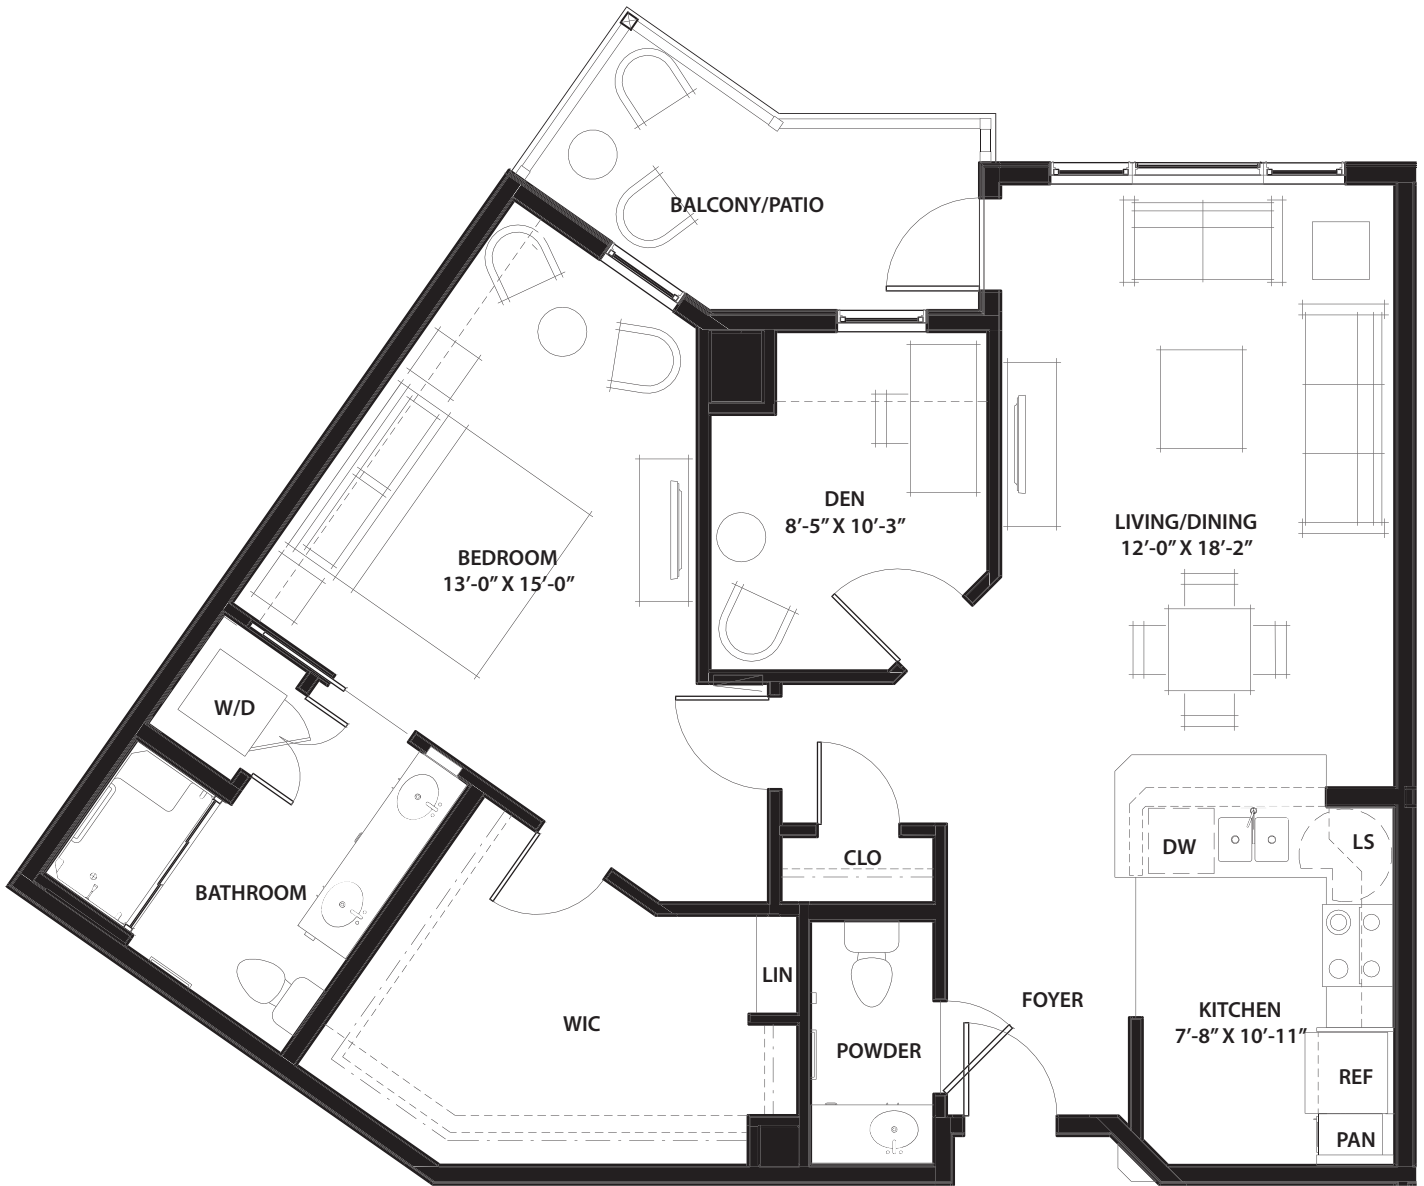 BALCONY/PATIO
DEN
8’-5” X 10’-3”
LIVING/DINING
12’-0” X 18’-2”
BEDROOM
13’-0” X 15’-0”
W/D
BATHROOM
CLO
DW
LS
LIN
WIC
POWDER
FOYER
KITCHEN
7’-8” X 10’-11”
REF
PAN